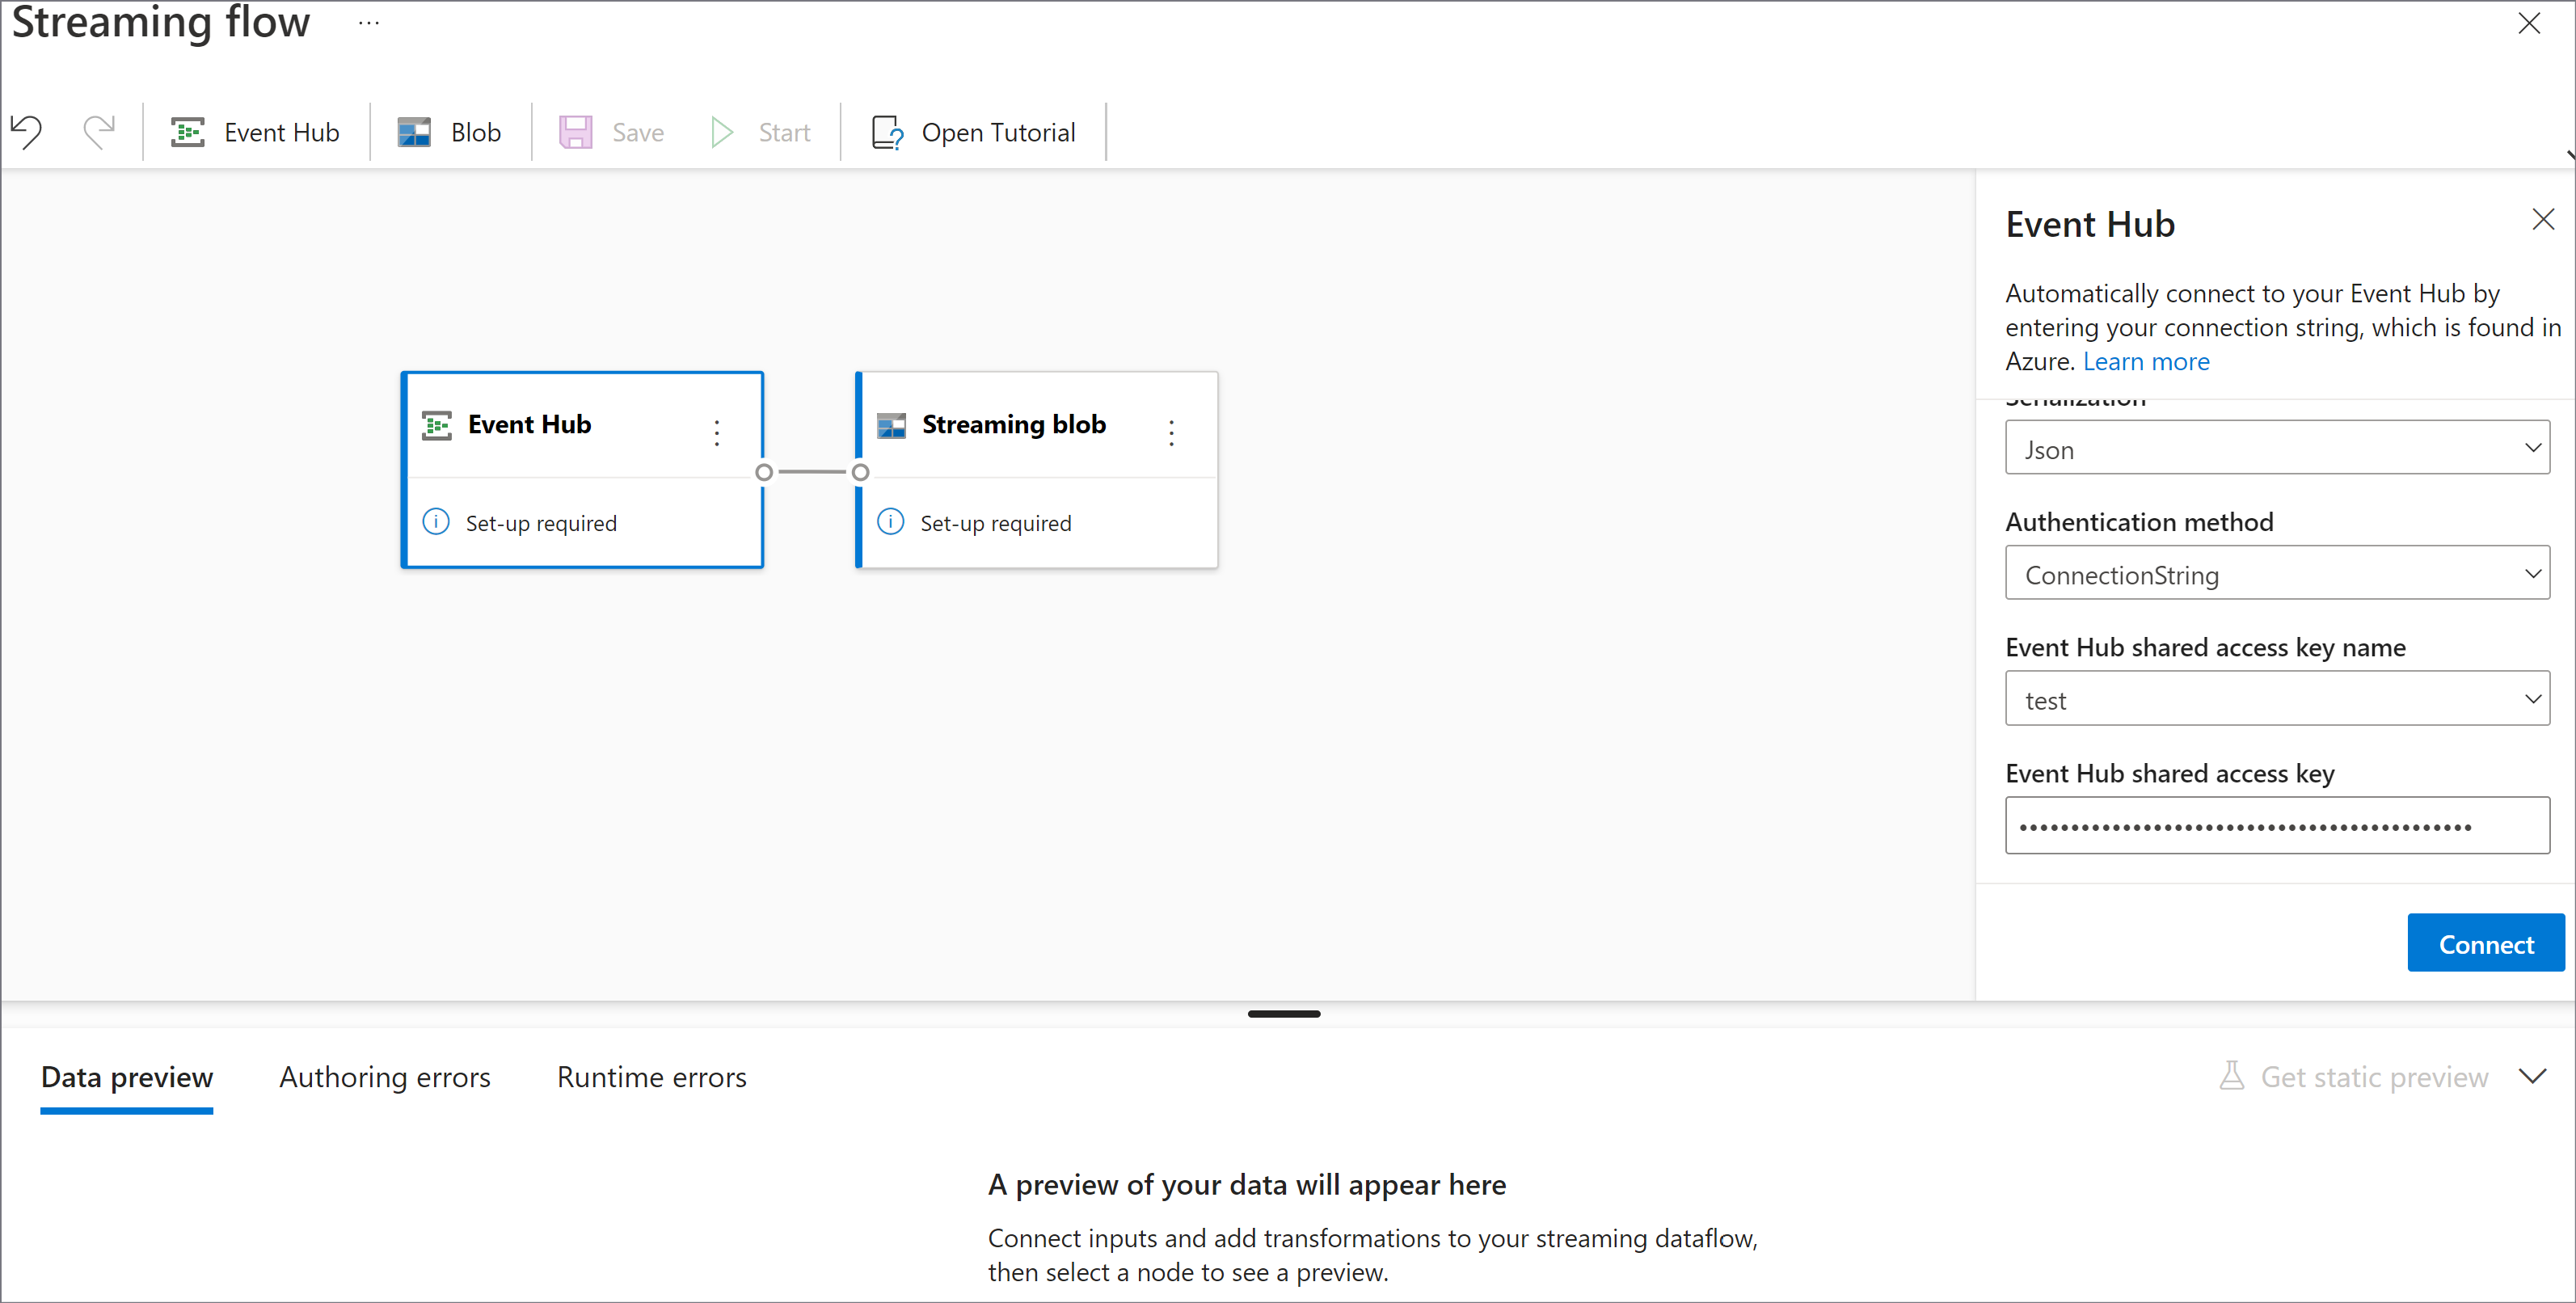 Streaming flow
Event Hub
Blob
Save
Start
Open Tutorial
Event Hub
Set-up required
Streaming blob
Set-up required
Event Hub
Automatically connect to your Event Hub by
entering your connection string, which is found in
Azure. Learn more
Serialization
Json
Authentication method
ConnectionString
Event Hub shared access key name
test
Event Hub shared access key
Connect
Data preview
Authoring errors
Runtime errors
Get static preview
A preview of your data will appear here
Connect inputs and add transformations to your streaming dataflow,
then select a node to see a preview.